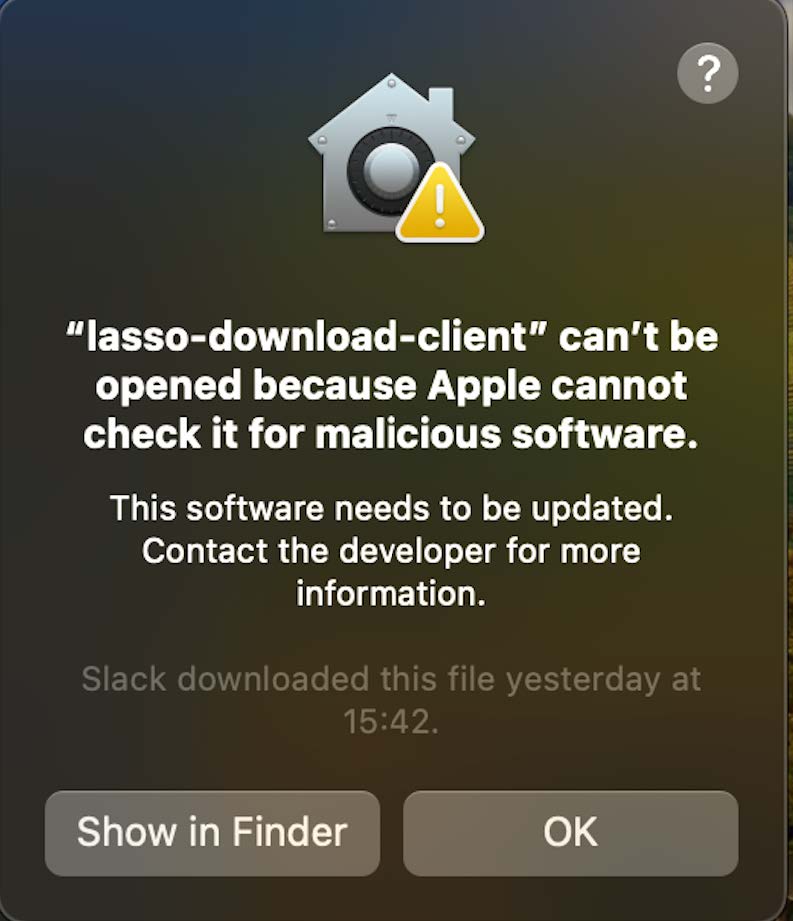 ?
“lasso-download-client” can’t be
opened because Apple cannot
check it for malicious software.
This software needs to be updated.
Contact the developer for more
information.
Slack downloaded this file yesterday at
15:42.
Show in Finder
OK